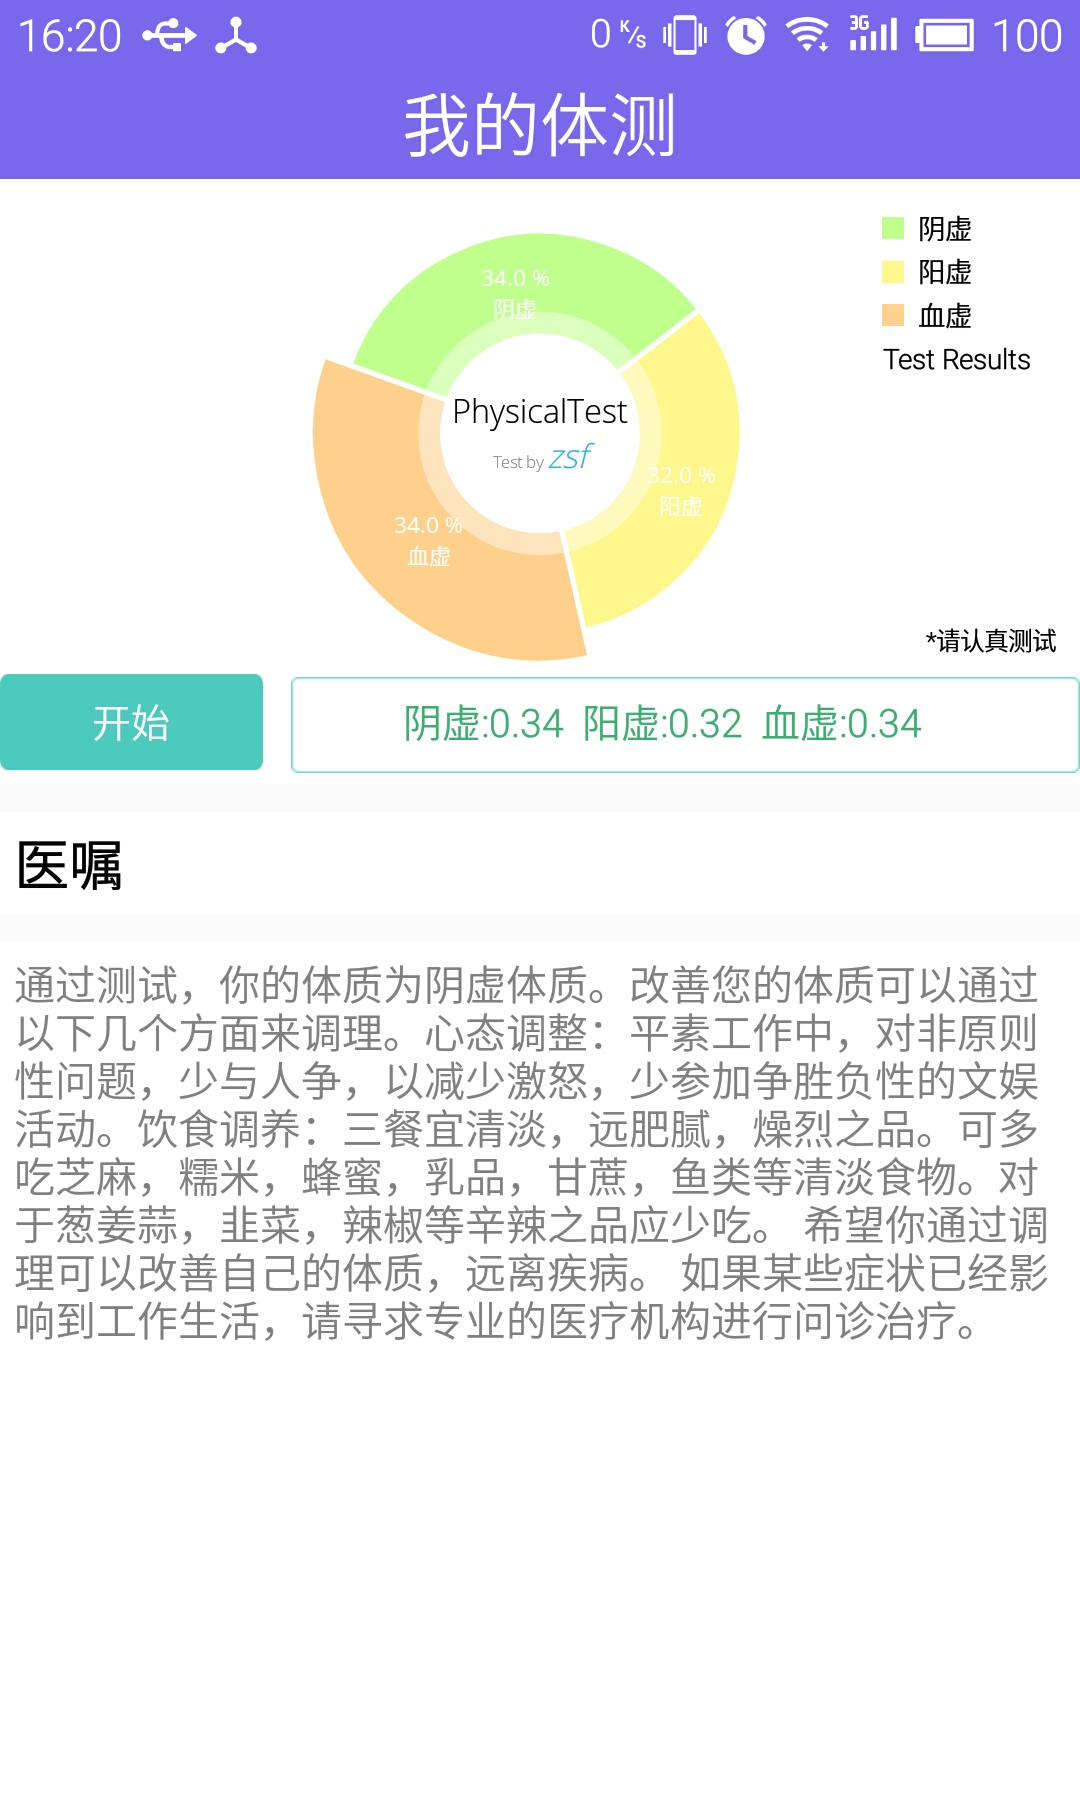 16:20
0 K/s
3G
100
我的体测
阴虚
阳虚
血虚
Test Results
34.0 %
阴虚
PhysicalTest
Test by zsf
32.0 %
阳虚
34.0 %
血虚
*请认真测试
开始
阴虚:0.34 阳虚:0.32 血虚:0.34
医嘱
通过测试，你的体质为阴虚体质。改善您的体质可以通过
以下几个方面来调理。心态调整：平素工作中，对非原则
性问题，少与人争，以减少激怒，少参加争胜负性的文娱
活动。饮食调养：三餐宜清淡，远肥腻，燥烈之品。可多
吃芝麻，糯米，蜂蜜，乳品，甘蔗，鱼类等清淡食物。对
于葱姜蒜，韭菜，辣椒等辛辣之品应少吃。 希望你通过调
理可以改善自己的体质，远离疾病。 如果某些症状已经影
响到工作生活，请寻求专业的医疗机构进行问诊治疗。